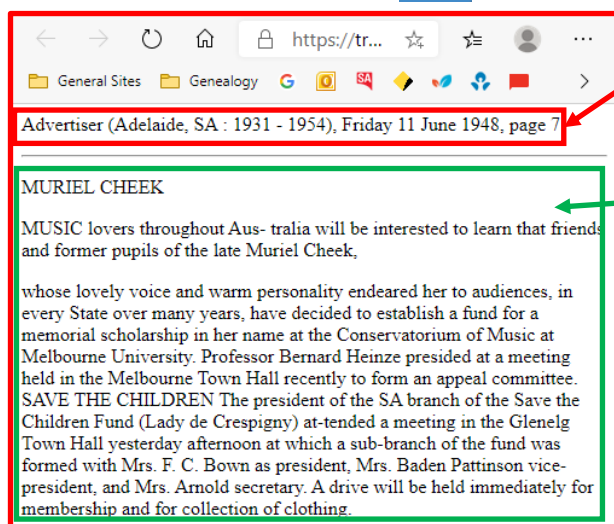 https://tr...
General Sites
Genealogy
G
SA
Advertiser (Adelaide, SA : 1931 - 1954), Friday 11 June 1948, page 7
MURIEL CHEEK
MUSIC lovers throughout Aus- tralia will be interested to learn that friends
and former pupils of the late Muriel Cheek,
whose lovely voice and warm personality endeared her to audiences, in
every State over many years, have decided to establish a fund for a
memorial scholarship in her name at the Conservatorium of Music at
Melbourne University. Professor Bernard Heinze presided at a meeting
held in the Melbourne Town Hall recently to form an appeal committee.
SAVE THE CHILDREN The president of the SA branch of the Save the
Children Fund (Lady de Crespigny) at-tended a meeting in the Glenelg
Town Hall yesterday afternoon at which a sub-branch of the fund was
formed with Mrs. F. C. Bown as president, Mrs. Baden Pattinson vice-
president, and Mrs. Arnold secretary. A drive will be held immediately for
membership and for collection of clothing.